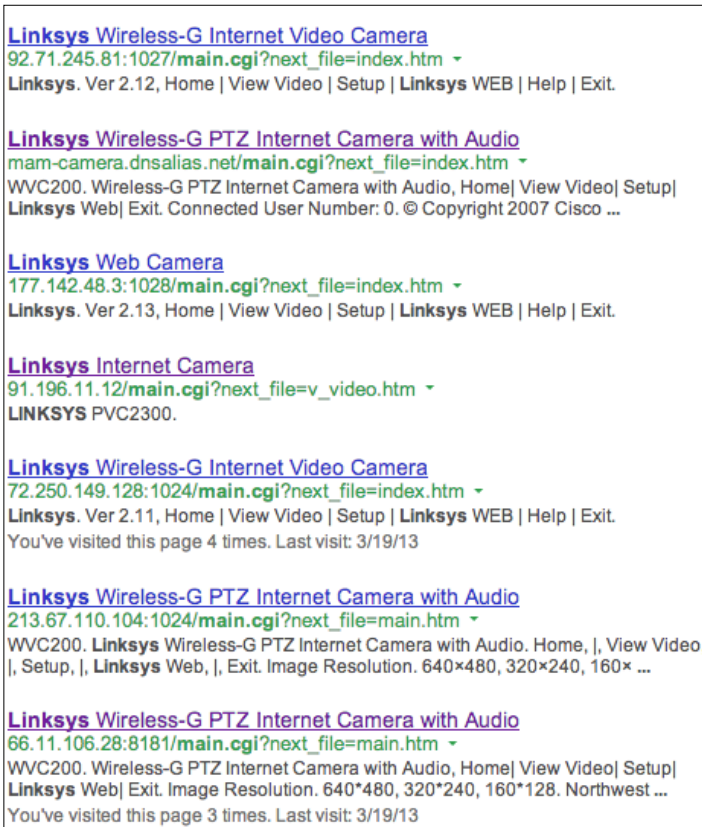 Linksys Wireless-G Internet Video Camera
92.71.245.81:1027/main.cgi?next_file=index.htm
Linksys. Ver 2.12, Home | View Video | Setup | Linksys WEB | Help | Exit.
Linksys Wireless-G PTZ Internet Camera with Audio
mam-camera.dnsalias.net/main.cgi?next_file=index.htm
WVC200. Wireless-G PTZ Internet Camera with Audio, Home| View Video| Setup|
Linksys Web| Exit. Connected User Number: 0. © Copyright 2007 Cisco ...
Linksys Web Camera
177.142.48.3:1028/main.cgi?next_file=index.htm
Linksys. Ver 2.13, Home | View Video | Setup | Linksys WEB | Help | Exit.
Linksys Internet Camera
91.196.11.12/main.cgi?next_file=v_video.htm
LINKSYS PVC2300.
Linksys Wireless-G Internet Video Camera
72.250.149.128:1024/main.cgi?next_file=index.htm
Linksys. Ver 2.11, Home | View Video | Setup | Linksys WEB | Help | Exit.
You've visited this page 4 times. Last visit: 3/19/13
Linksys Wireless-G PTZ Internet Camera with Audio
213.67.110.104:1024/main.cgi?next_file=main.htm
WVC200. Linksys Wireless-G PTZ Internet Camera with Audio. Home, |, View Video
|, Setup, |, Linksys Web, |, Exit. Image Resolution. 640×480, 320×240, 160× ...
Linksys Wireless-G PTZ Internet Camera with Audio
66.11.106.28:8181/main.cgi?next_file=main.htm
WVC200. Wireless-G PTZ Internet Camera with Audio, Home| View Video| Setup|
Linksys Web| Exit. Image Resolution. 640*480, 320*240, 160*128. Northwest ...
You've visited this page 3 times. Last visit: 3/19/13